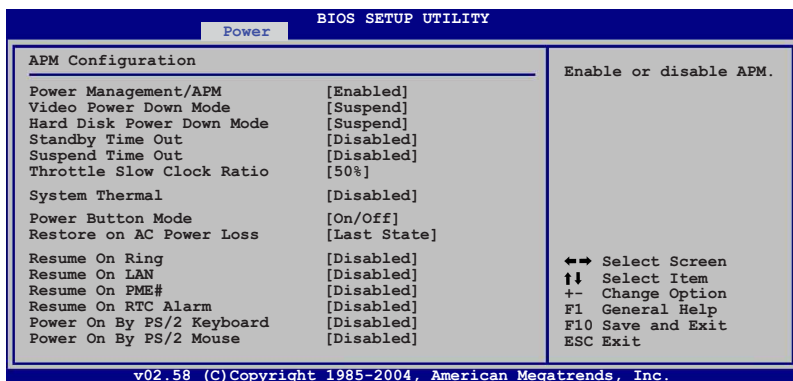 BIOS SETUP UTILITY
Power
APM Configuration
Power Management/APM [Enabled]
Video Power Down Mode [Suspend]
Hard Disk Power Down Mode [Suspend]
Standby Time Out [Disabled]
Suspend Time Out [Disabled]
Throttle Slow Clock Ratio [50%]
System Thermal [Disabled]
Power Button Mode [On/Off]
Restore on AC Power Loss [Last State]
Resume On Ring [Disabled]
Resume On LAN [Disabled]
Resume On PME# [Disabled]
Resume On RTC Alarm [Disabled]
Power On By PS/2 Keyboard [Disabled]
Power On By PS/2 Mouse [Disabled]
Enable or disable APM.
←→ Select Screen
↑↓ Select Item
+- Change Option
F1 General Help
F10 Save and Exit
ESC Exit
v02.58 (C)Copyright 1985-2004, American Megatrends, Inc.